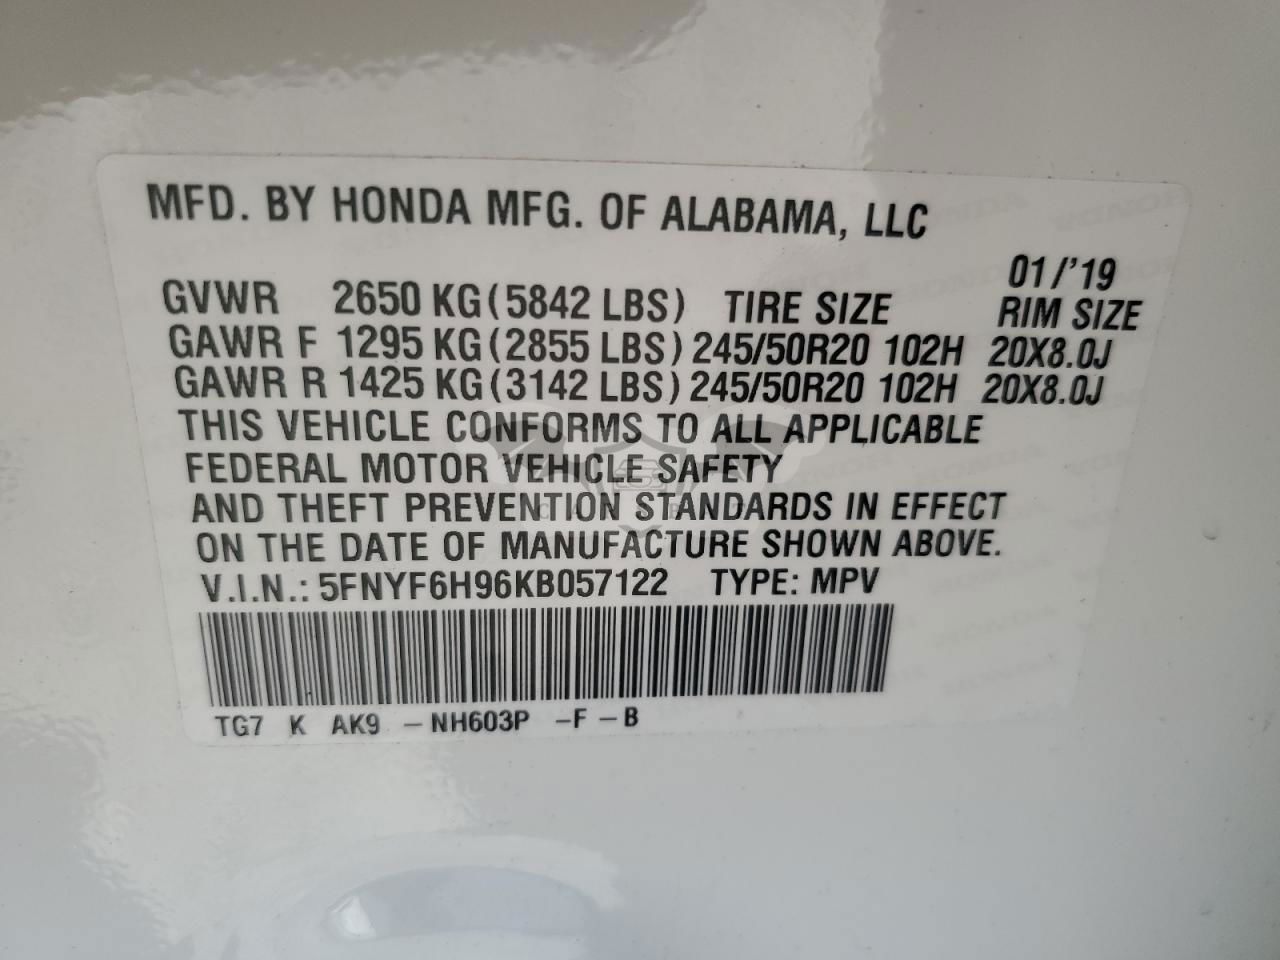 MFD. BY HONDA MFG. OF ALABAMA, LLC
01/'19
GVWR 2650 KG(5842 LBS) TIRE SIZE RIM SIZE
GAWR F 1295 KG(2855 LBS) 245/50R20 102H 20X8.0J
GAWR R 1425 KG(3142 LBS) 245/50R20 102H 20X8.0J
THIS VEHICLE CONFORMS TO ALL APPLICABLE
FEDERAL MOTOR VEHICLE SAFETY
AND THEFT PREVENTION STANDARDS IN EFFECT
ON THE DATE OF MANUFACTURE SHOWN ABOVE.
V.I.N.: 5FNYF6H96KB057122 TYPE: MPV
TG7 K AK9 -NH603P -F-B